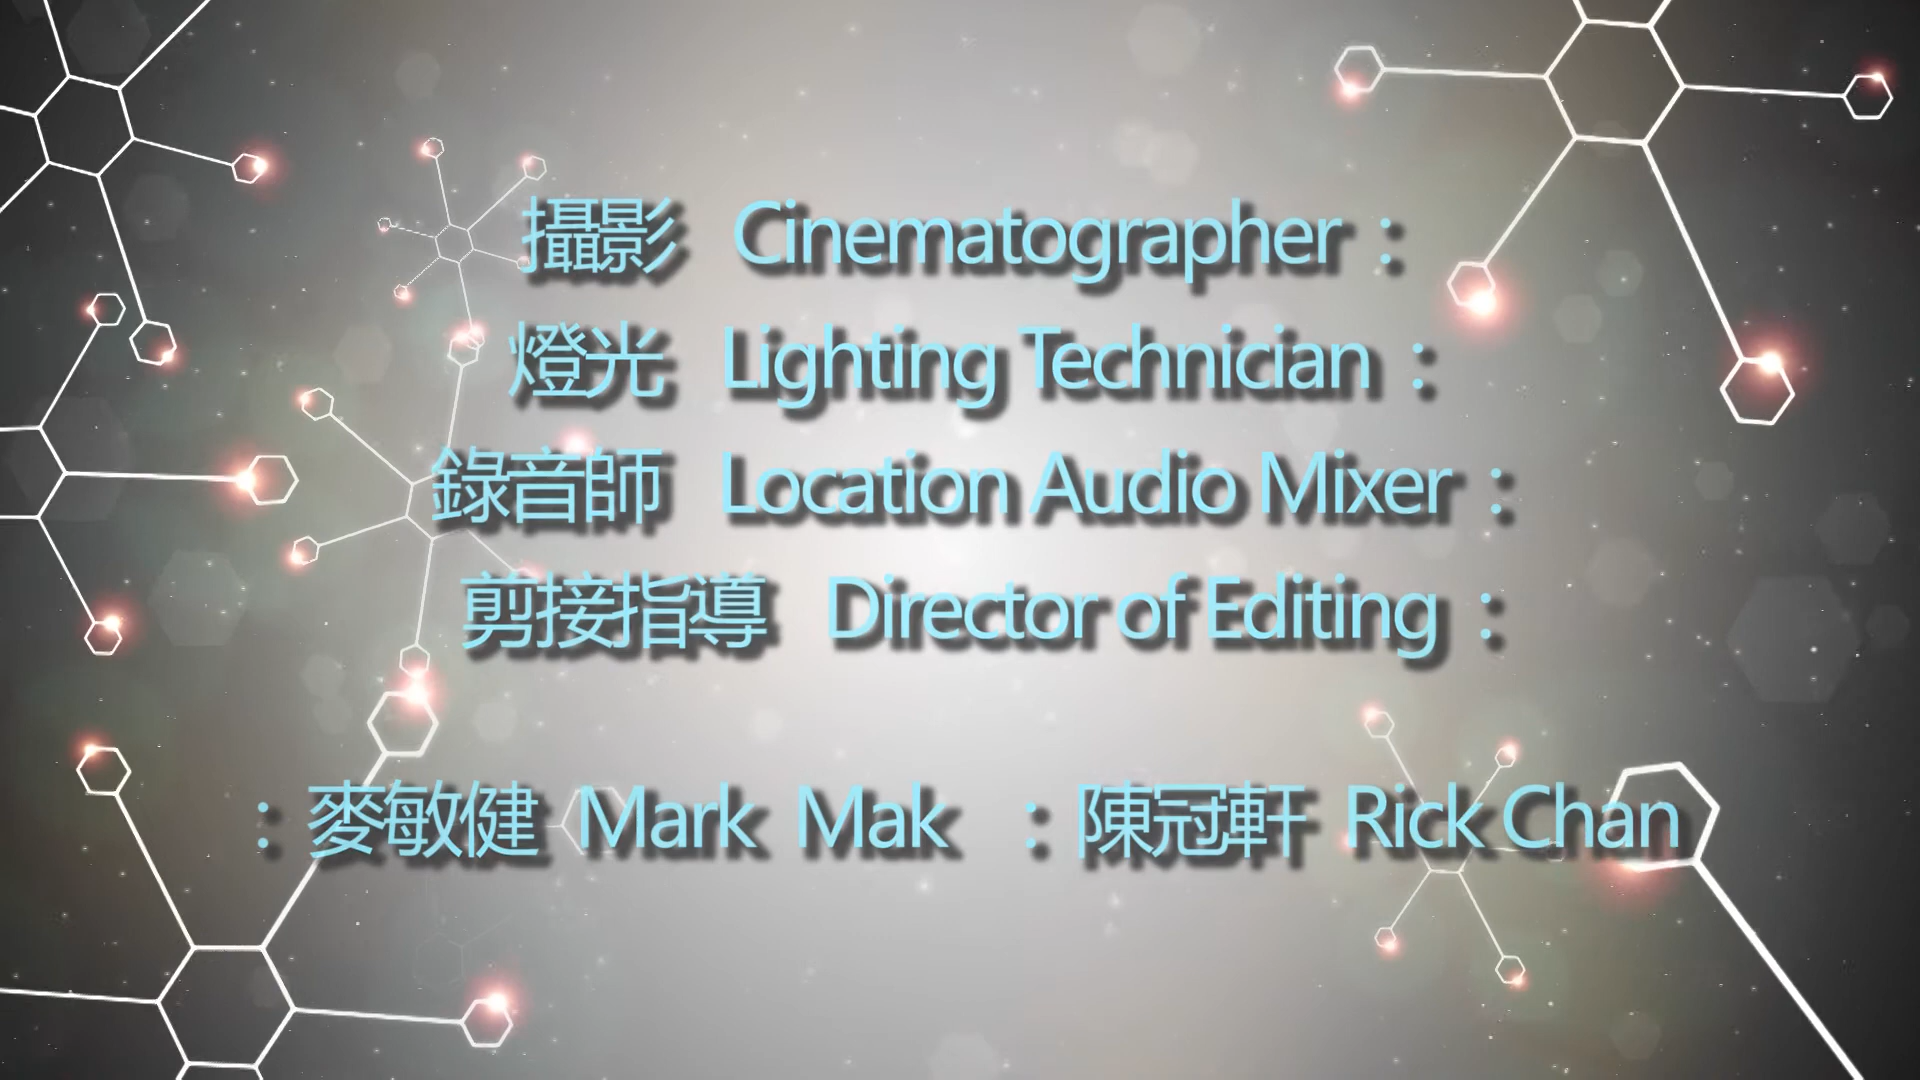 攝影 Cinematographer：
燈光 Lighting Technician：
錄音師 Location Audio Mixer：
剪接指導 Director of Editing：
：麥敏健 Mark Mak ：陳冠軒 Rick Chan